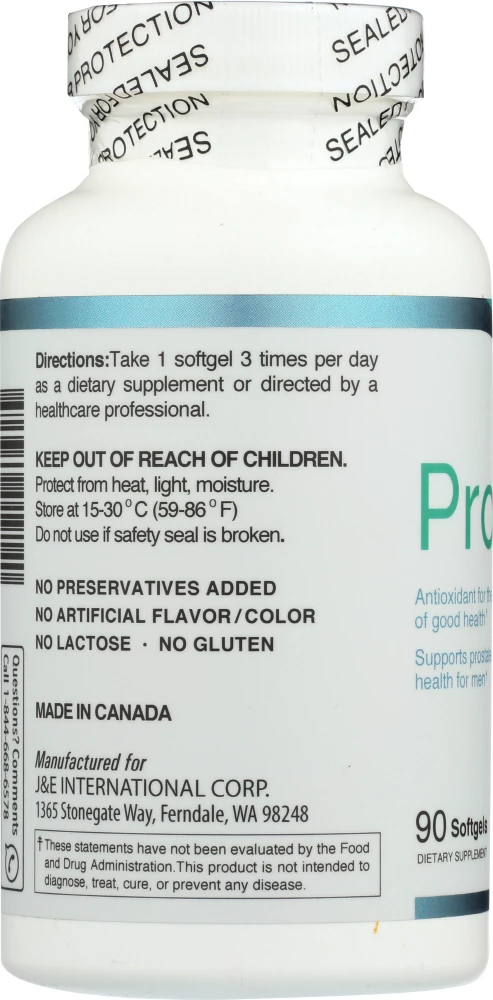 PROTECTION
SEALED
SEALED FOR
PROTECTION
SEALED
Directions:Take 1 softgel 3 times per day
as a dietary supplement or directed by a
healthcare professional.
KEEP OUT OF REACH OF CHILDREN.
Protect from heat, light, moisture.
Store at 15-30°C (59-86°F)
Do not use if safety seal is broken.
NO PRESERVATIVES ADDED
NO ARTIFICIAL FLAVOR/COLOR
NO LACTOSE · NO GLUTEN
MADE IN CANADA
Manufactured for
J&E INTERNATIONAL CORP.
1365 Stonegate Way, Ferndale, WA 98248
†These statements have not been evaluated by the Food
and Drug Administration.This product is not intended to
diagnose, treat, cure, or prevent any disease.
Questions? Comments
Call 1-844-668-6578
Pro
Antioxidant for the
of good health†
Supports prostate
health for men†
90 Softgels
DIETARY SUPPLEMENT